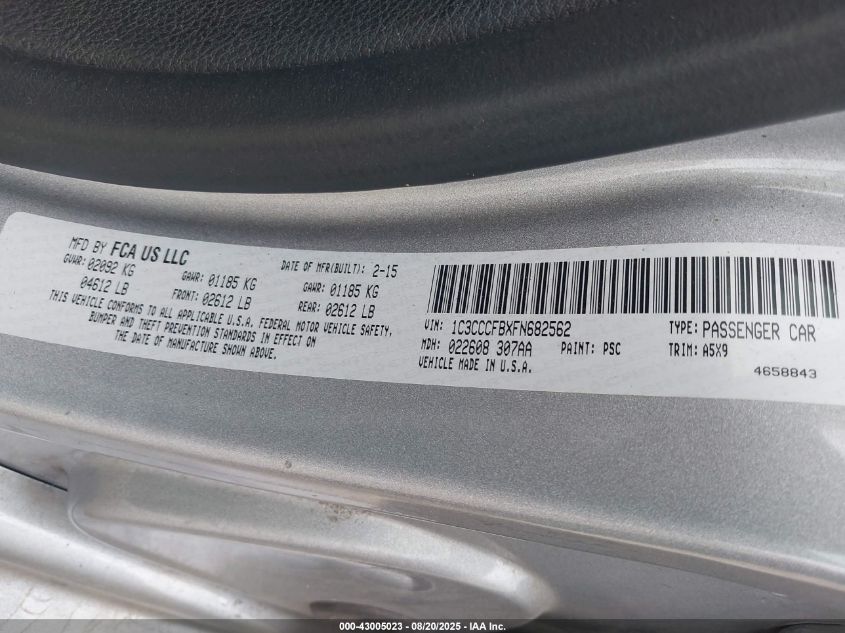 MFD BY FCA US LLC
DATE OF MFR(BUILT): 2-15
GVWR: 02092 KG
GAWR: 01185 KG
GAWR: 01185 KG
04612 LB
FRONT: 02612 LB
REAR: 02612 LB
THIS VEHICLE CONFORMS TO ALL APPLICABLE U.S.A. FEDERAL MOTOR VEHICLE SAFETY,
BUMPER AND THEFT PREVENTION STANDARDS IN EFFECT ON
THE DATE OF MANUFACTURE SHOWN ABOVE.
VIN: 1C3CCCFBXFN682562
TYPE: PASSENGER CAR
MDH: 022608 307AA
PAINT: PSC
TRIM: A5X9
VEHICLE MADE IN U.S.A.
4658843
000-43005023 | 08/20/2025 - IAA Inc.